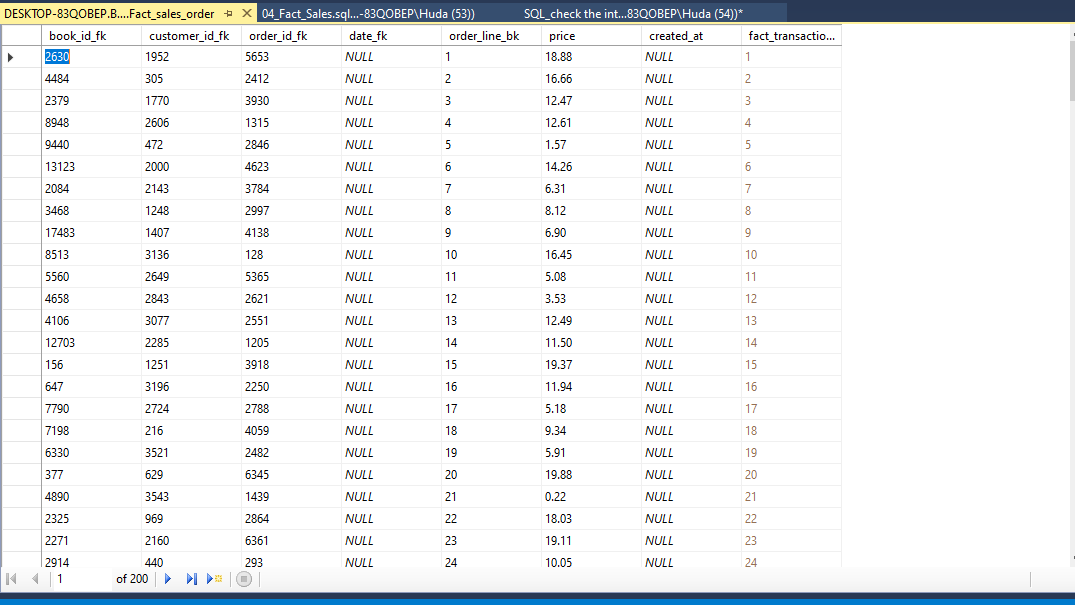 DESKTOP-83QOBEP.B....Fact_sales_order 04_Fact_Sales.sql...-83QOBEP\Huda (53)) SQL_check the int...83QOBEP\Huda (54))*
book_id_fk customer_id_fk order_id_fk date_fk order_line_bk price created_at fact_transactio...
2630 1952 5653 NULL 1 18.88 NULL 1
4484 305 2412 NULL 2 16.66 NULL 2
2379 1770 3930 NULL 3 12.47 NULL 3
8948 2606 1315 NULL 4 12.61 NULL 4
9440 472 2846 NULL 5 1.57 NULL 5
13123 2000 4623 NULL 6 14.26 NULL 6
2084 2143 3784 NULL 7 6.31 NULL 7
3468 1248 2997 NULL 8 8.12 NULL 8
17483 1407 4138 NULL 9 6.90 NULL 9
8513 3136 128 NULL 10 16.45 NULL 10
5560 2649 5365 NULL 11 5.08 NULL 11
4658 2843 2621 NULL 12 3.53 NULL 12
4106 3077 2551 NULL 13 12.49 NULL 13
12703 2285 1205 NULL 14 11.50 NULL 14
156 1251 3918 NULL 15 19.37 NULL 15
647 3196 2250 NULL 16 11.94 NULL 16
7790 2724 2788 NULL 17 5.18 NULL 17
7198 216 4059 NULL 18 9.34 NULL 18
6330 3521 2482 NULL 19 5.91 NULL 19
377 629 6345 NULL 20 19.88 NULL 20
4890 3543 1439 NULL 21 0.22 NULL 21
2325 969 2864 NULL 22 18.03 NULL 22
2271 2160 6361 NULL 23 19.11 NULL 23
2914 440 293 NULL 24 10.05 NULL 24
1 of 200